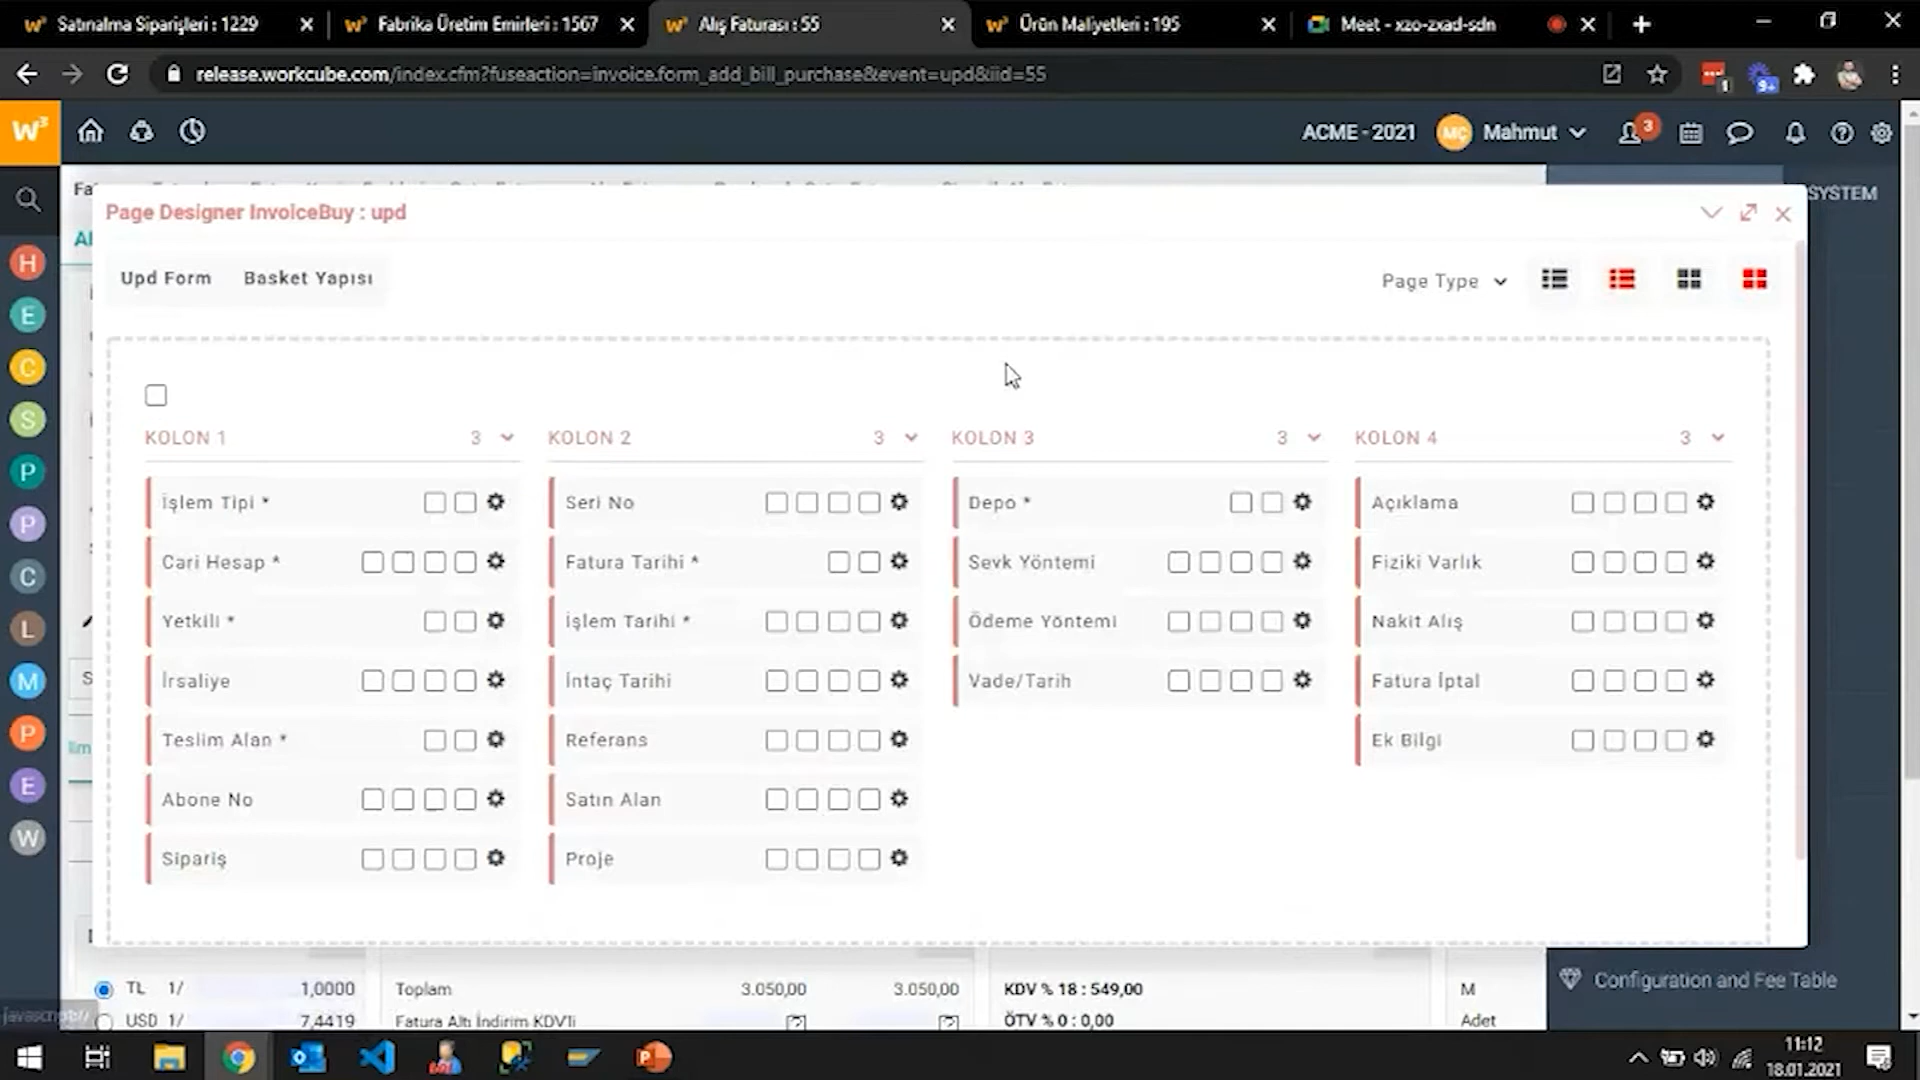 Satınalma Siparişleri : 1229
Fabrika Üretim Emirleri : 1567
Alış Faturası : 55
Ürün Maliyetleri : 195
Meet - xzo-zxad-sdn
release.workcube.com/index.cfm?fuseaction=invoice.form_add_bill_purchase&event=upd&iid=55
1
9+
W³
ACME - 2021
MC
Mahmut
3
SYSTEM
Page Designer InvoiceBuy : upd
Upd Form
Basket Yapısı
Page Type
KOLON 1
3
KOLON 2
3
KOLON 3
3
KOLON 4
3
İşlem Tipi *
Seri No
Depo *
Açıklama
Cari Hesap *
Fatura Tarihi *
Sevk Yöntemi
Fiziki Varlık
Yetkili *
İşlem Tarihi *
Ödeme Yöntemi
Nakit Alış
İrsaliye
İntaç Tarihi
Vade/Tarih
Fatura İptal
Teslim Alan *
Referans
Ek Bilgi
Abone No
Satın Alan
Sipariş
Proje
H
E
C
S
P
P
C
L
M
P
E
W
TL 1/
1,0000
Toplam
3.050,00
3.050,00
KDV % 18 : 549,00
M
USD 1/
7,4419
Fatura Altı İndirim KDV'li
ÖTV % 0 : 0,00
Adet
Configuration and Fee Table
11:12
18.01.2021